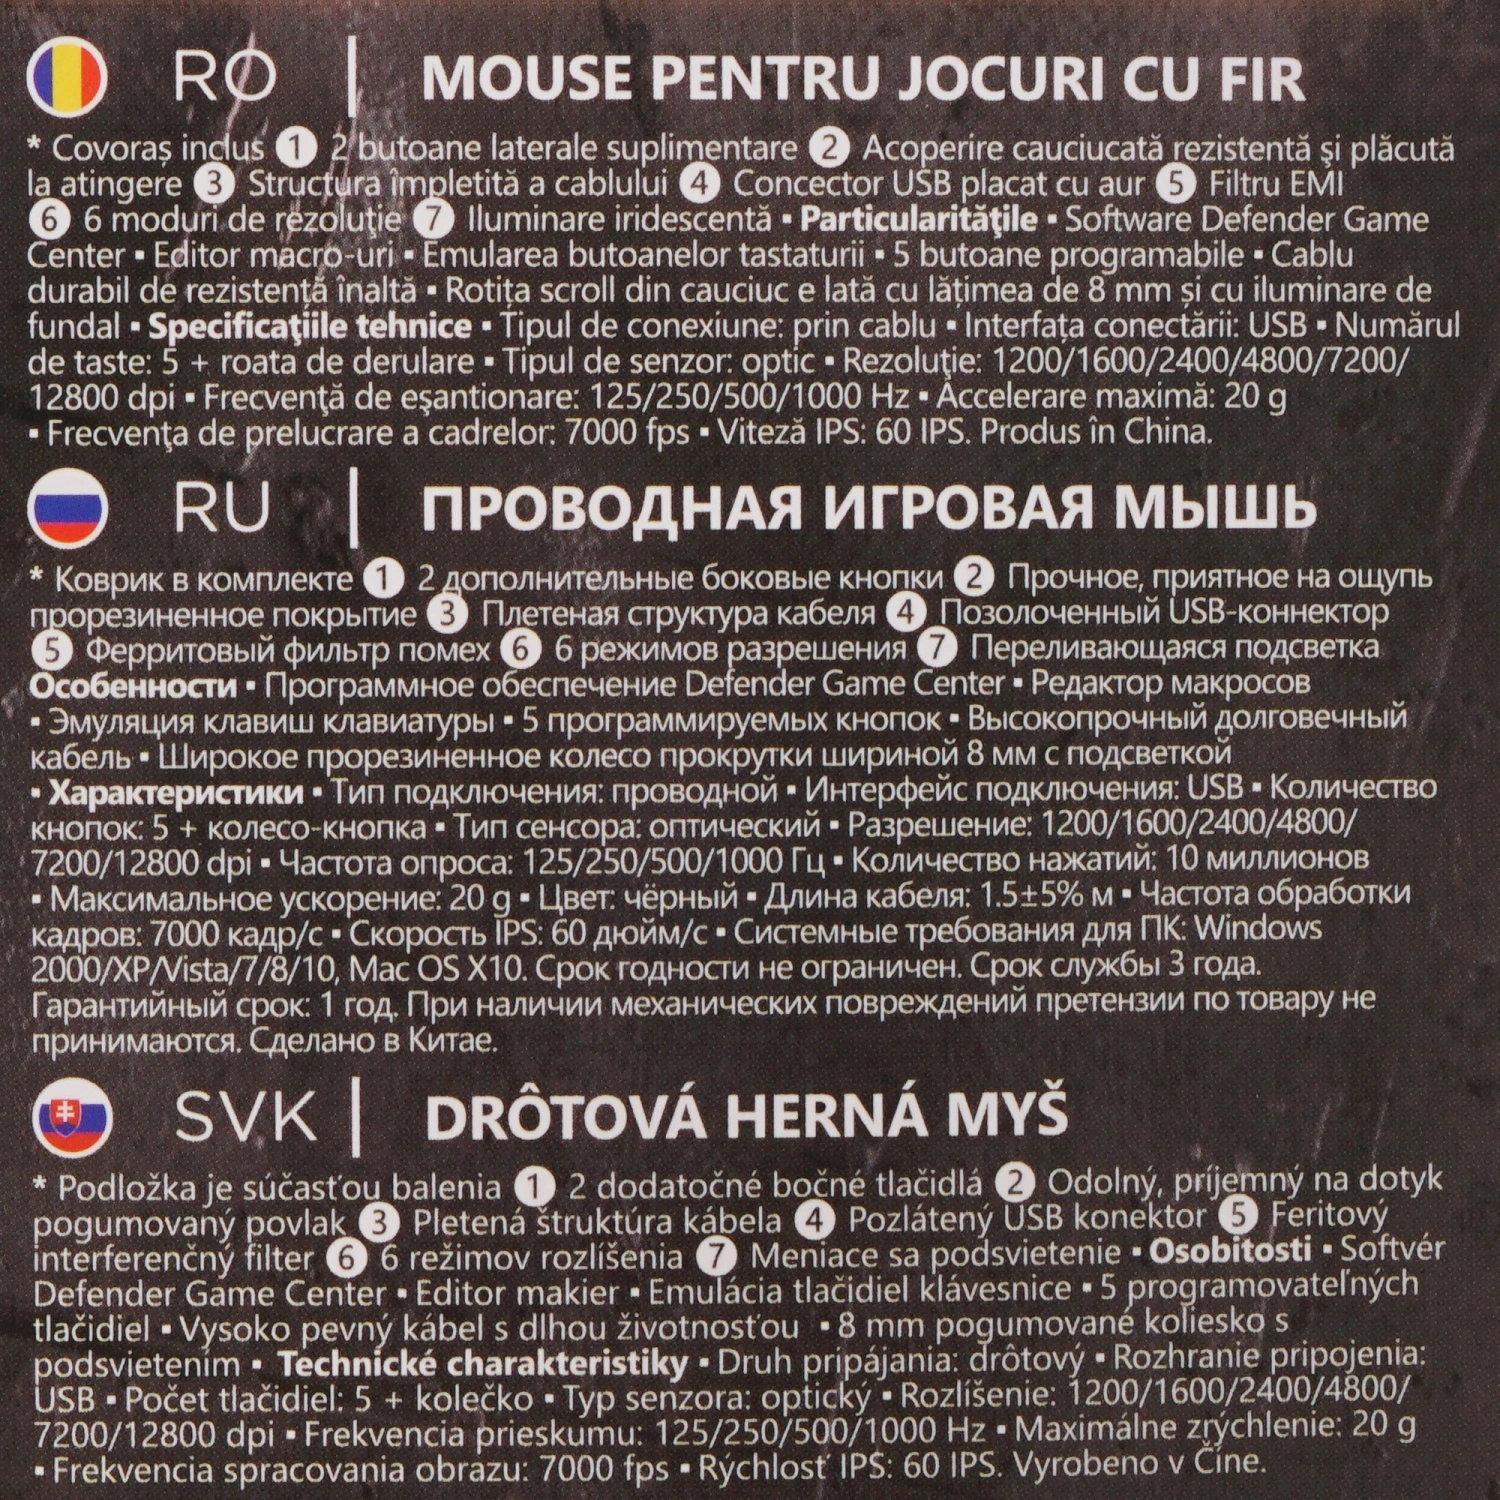 RO | MOUSE PENTRU JOCURI CU FIR
* Covoraș inclus 1 2 butoane laterale suplimentare 2 Acoperire cauciucată rezistentă şi plăcută
la atingere 3 Structura împletită a cablului 4 Concector USB placat cu aur 5 Filtru EMI
6 6 moduri de rezoluţie 7 Iluminare iridescentă ▪ Particularităţile ▪ Software Defender Game
Center ▪ Editor macro-uri ▪ Emularea butoanelor tastaturii ▪ 5 butoane programabile ▪ Cablu
durabil de rezistenţă înaltă ▪ Rotița scroll din cauciuc e lată cu lățimea de 8 mm și cu iluminare de
fundal ▪ Specificaţiile tehnice ▪ Tipul de conexiune: prin cablu ▪ Interfața conectării: USB ▪ Numărul
de taste: 5 + roata de derulare ▪ Tipul de senzor: optic ▪ Rezoluţie: 1200/1600/2400/4800/7200/
12800 dpi ▪ Frecvenţă de eşantionare: 125/250/500/1000 Hz ▪ Accelerare maximă: 20 g
▪ Frecvenţa de prelucrare a cadrelor: 7000 fps ▪ Viteză IPS: 60 IPS. Produs în China.
RU | ПРОВОДНАЯ ИГРОВАЯ МЫШЬ
* Коврик в комплекте 1 2 дополнительные боковые кнопки 2 Прочное, приятное на ощупь
прорезиненное покрытие 3 Плетеная структура кабеля 4 Позолоченный USB-коннектор
5 Ферритовый фильтр помех 6 6 режимов разрешения 7 Переливающаяся подсветка
Особенности ▪ Программное обеспечение Defender Game Center ▪ Редактор макросов
▪ Эмуляция клавиш клавиатуры ▪ 5 программируемых кнопок ▪ Высокопрочный долговечный
кабель ▪ Широкое прорезиненное колесо прокрутки шириной 8 мм с подсветкой
▪ Характеристики ▪ Тип подключения: проводной ▪ Интерфейс подключения: USB ▪ Количество
кнопок: 5 + колесо-кнопка ▪ Тип сенсора: оптический ▪ Разрешение: 1200/1600/2400/4800/
7200/12800 dpi ▪ Частота опроса: 125/250/500/1000 Гц ▪ Количество нажатий: 10 миллионов
▪ Максимальное ускорение: 20 g ▪ Цвет: чёрный ▪ Длина кабеля: 1.5±5% м ▪ Частота обработки
кадров: 7000 кадр/с ▪ Скорость IPS: 60 дюйм/с ▪ Системные требования для ПК: Windows
2000/XP/Vista/7/8/10, Mac OS X10. Срок годности не ограничен. Срок службы 3 года.
Гарантийный срок: 1 год. При наличии механических повреждений претензии по товару не
принимаются. Сделано в Китае.
SVK | DRÔTOVÁ HERNÁ MYŠ
* Podložka je súčasťou balenia 1 2 dodatočné bočné tlačidlá 2 Odolný, príjemný na dotyk
pogumovaný povlak 3 Pletená štruktúra kábela 4 Pozlátený USB konektor 5 Feritový
interferenčný filter 6 6 režimov rozlíšenia 7 Meniace sa podsvietenie ▪ Osobitosti ▪ Softvér
Defender Game Center ▪ Editor makier ▪ Emulácia tlačidiel klávesnice ▪ 5 programovateľných
tlačidiel ▪ Vysoko pevný kábel s dlhou životnosťou ▪ 8 mm pogumované koliesko s
podsvietením ▪ Technické charakteristiky ▪ Druh pripájania: drôtový ▪ Rozhranie pripojenia:
USB ▪ Počet tlačidiel: 5 + kolečko ▪ Typ senzora: optický ▪ Rozlíšenie: 1200/1600/2400/4800/
7200/12800 dpi ▪ Frekvencia prieskumu: 125/250/500/1000 Hz ▪ Maximálne zrýchlenie: 20 g
▪ Frekvencia spracovania obrazu: 7000 fps ▪ Rýchlosť IPS: 60 IPS. Vyrobeno v Číne.